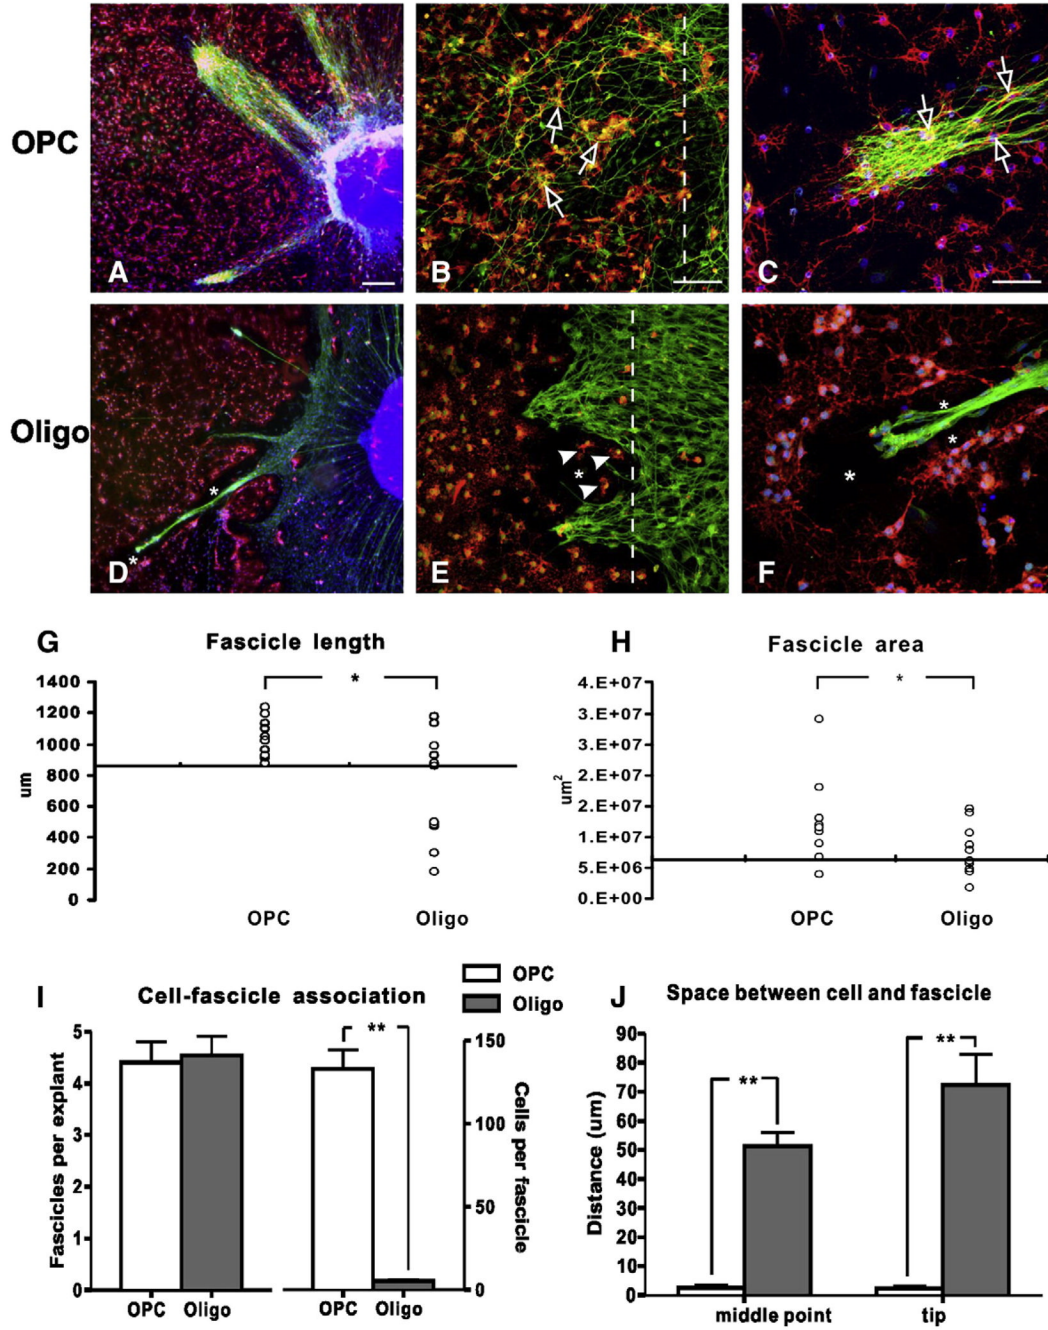 OPC
A
B
C
Oligo
*
D*
*
E
*
*
*
F
G Fascicle length
1400
1200
1000
800
600
400
200
0
um
*
OPC Oligo
H Fascicle area
4.E+07
3.E+07
3.E+07
2.E+07
2.E+07
1.E+07
5.E+06
0.E+00
um²
*
OPC Oligo
OPC
Oligo
I Cell-fascicle association
5
4
3
2
1
0
Fascicles per explant
OPC Oligo
**
150
100
50
0
Cells per fascicle
OPC Oligo
J Space between cell and fascicle
90
80
70
60
50
40
30
20
10
0
Distance (um)
**
**
middle point tip